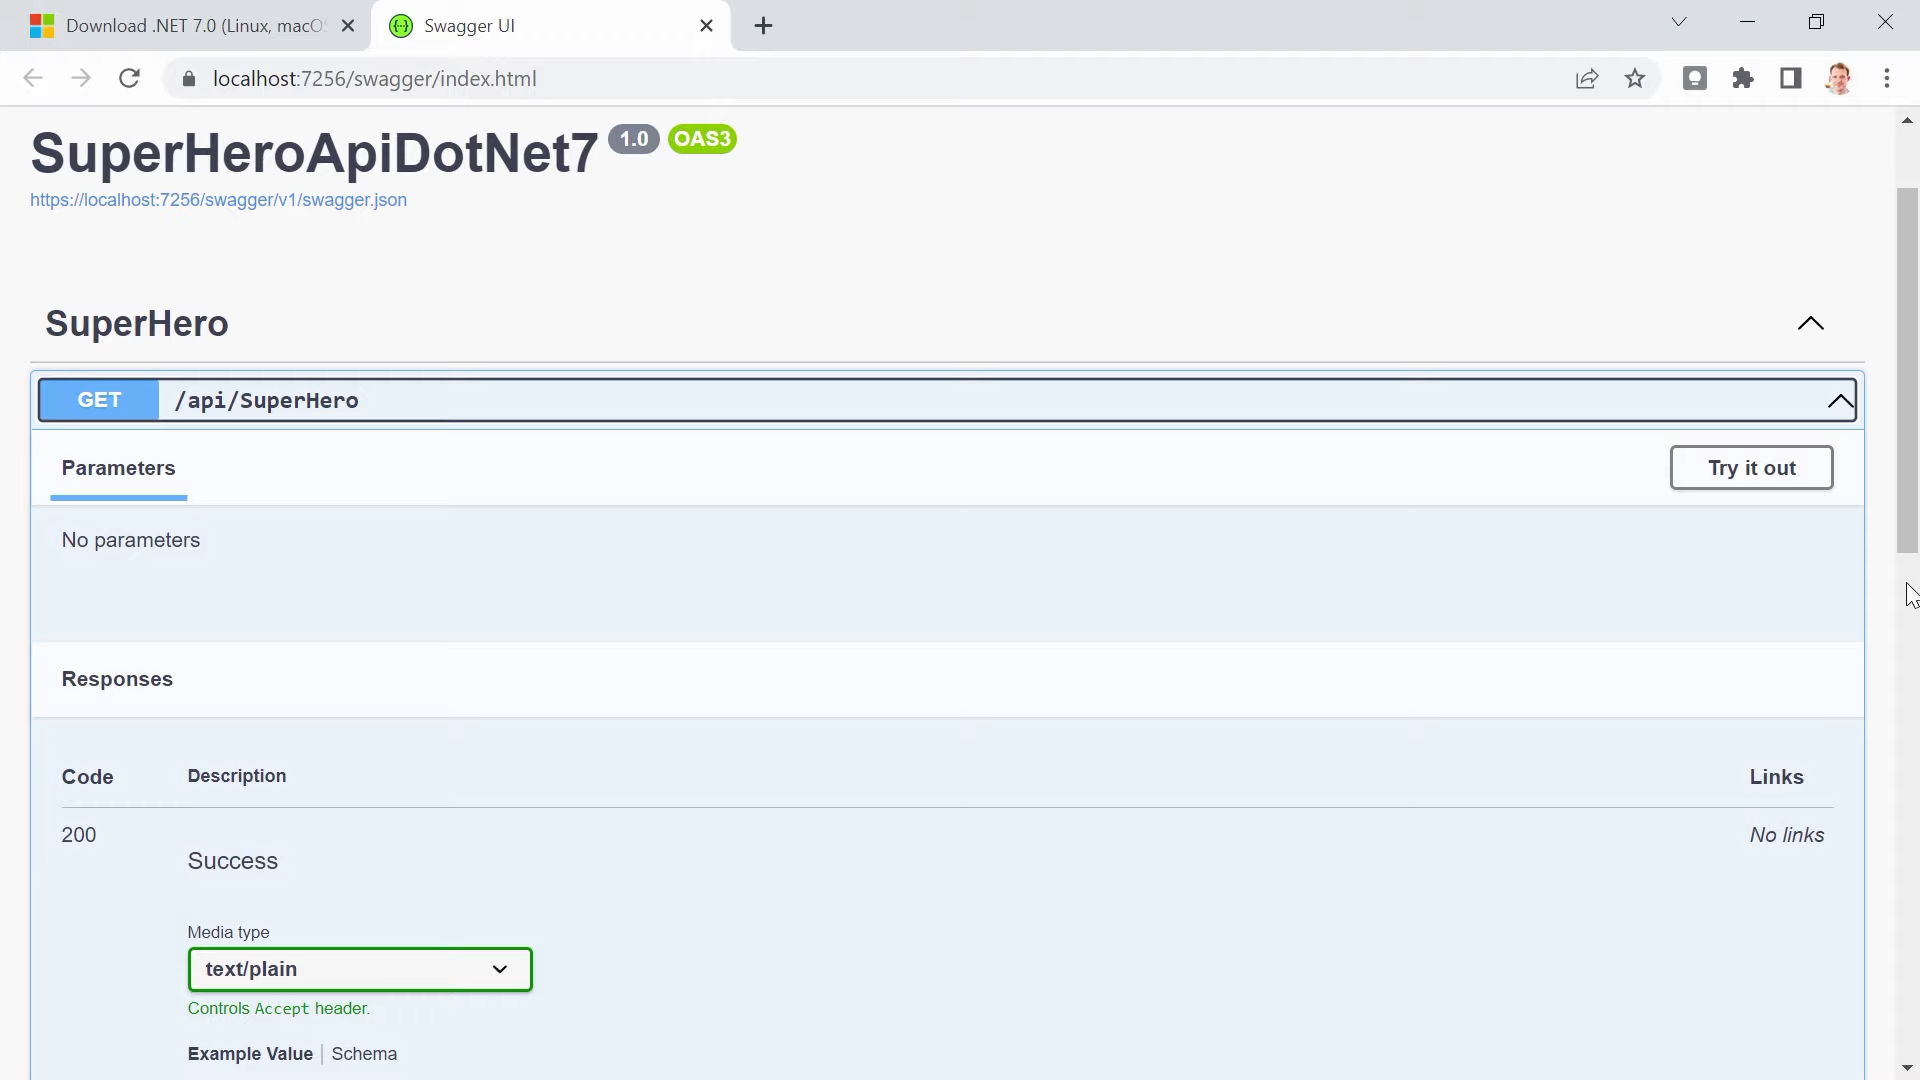 Download .NET 7.0 (Linux, macO
Swagger UI
localhost:7256/swagger/index.html
SuperHeroApiDotNet7 1.0 OAS3
https://localhost:7256/swagger/v1/swagger.json
SuperHero
GET /api/SuperHero
Parameters
Try it out
No parameters
Responses
Code Description Links
200 No links
Success
Media type
text/plain
Controls Accept header.
Example Value Schema